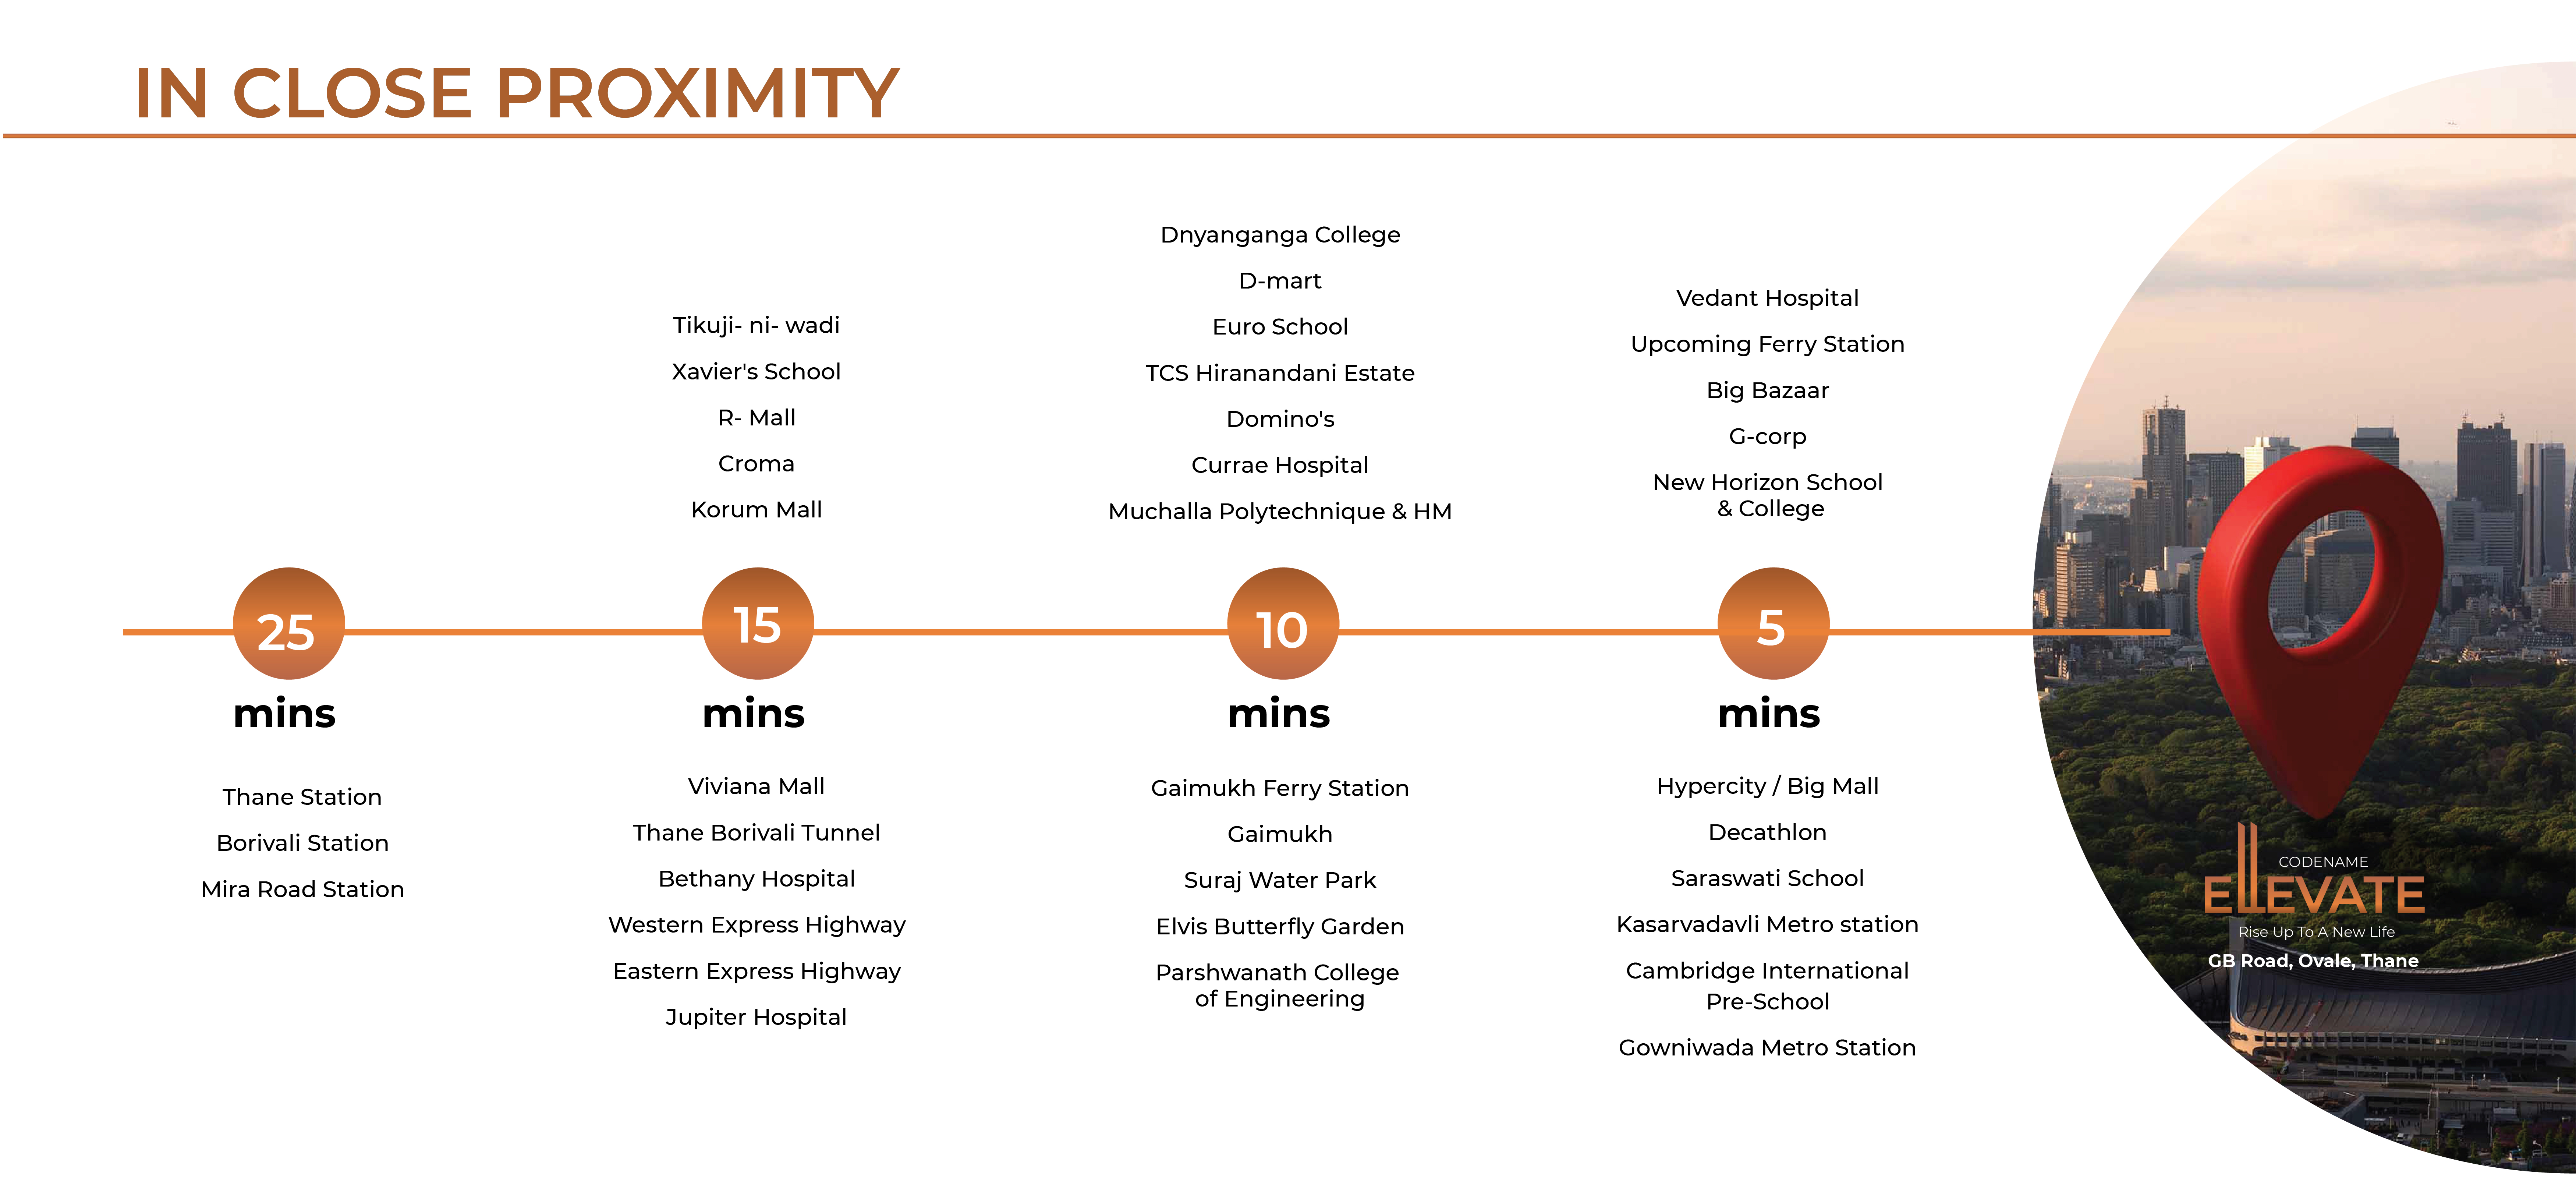 IN CLOSE PROXIMITY
Thane Station
Borivali Station
Mira Road Station
25
mins
Tikuji- ni- wadi
Xavier's School
R- Mall
Croma
Korum Mall
15
mins
Viviana Mall
Thane Borivali Tunnel
Bethany Hospital
Western Express Highway
Eastern Express Highway
Jupiter Hospital
Dnyanganga College
D-mart
Euro School
TCS Hiranandani Estate
Domino's
Currae Hospital
Muchalla Polytechnique & HM
10
mins
Gaimukh Ferry Station
Gaimukh
Suraj Water Park
Elvis Butterfly Garden
Parshwanath College
of Engineering
Vedant Hospital
Upcoming Ferry Station
Big Bazaar
G-corp
New Horizon School
& College
5
mins
Hypercity / Big Mall
Decathlon
Saraswati School
Kasarvadavli Metro station
Cambridge International
Pre-School
Gowniwada Metro Station
CODENAME
ELLEVATE
Rise Up To A New Life
GB Road, Ovale, Thane